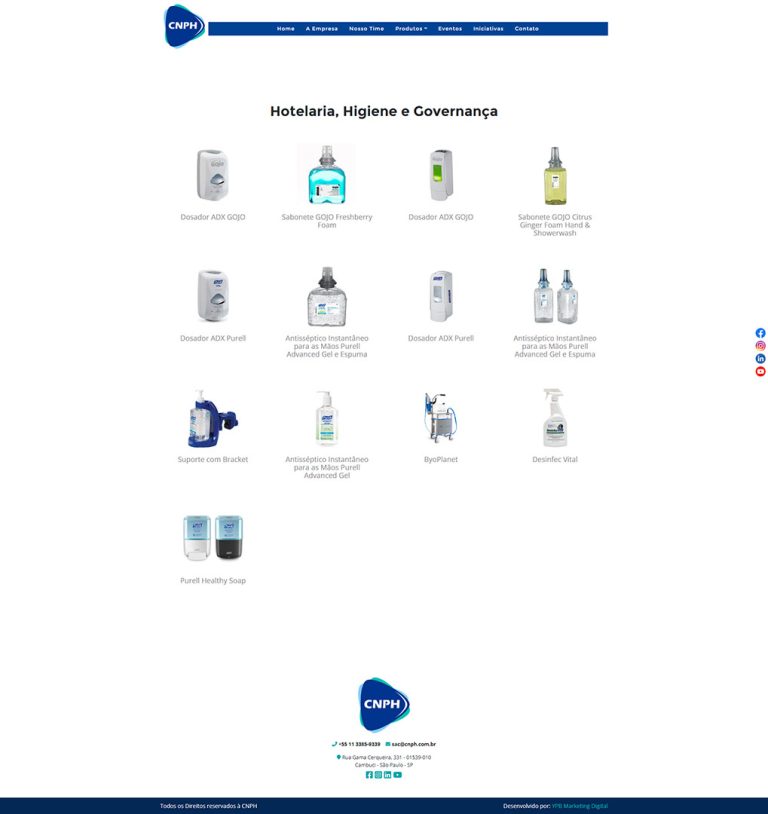 CNPH
Home A Empresa Nosso Time Produtos Eventos Iniciativas Contato
Hotelaria, Higiene e Governança
Dosador ADX GOJO
Sabonete GOJO Freshberry
Foam
Dosador ADX GOJO
Sabonete GOJO Citrus
Ginger Foam Hand &
Showerwash
Dosador ADX Purell
Antisséptico Instantâneo
para as Mãos Purell
Advanced Gel e Espuma
Dosador ADX Purell
Antisséptico Instantâneo
para as Mãos Purell
Advanced Gel e Espuma
Suporte com Bracket
Antisséptico Instantâneo
para as Mãos Purell
Advanced Gel
ByoPlanet
Desinfec Vital
Purell Healthy Soap
CNPH
+55 11 3385-9339 sac@cnph.com.br
Rua Gama Cerqueira, 331 - 01539-010
Cambuci - São Paulo - SP
Todos os Direitos reservados à CNPH
Desenvolvido por: YPB Marketing Digital